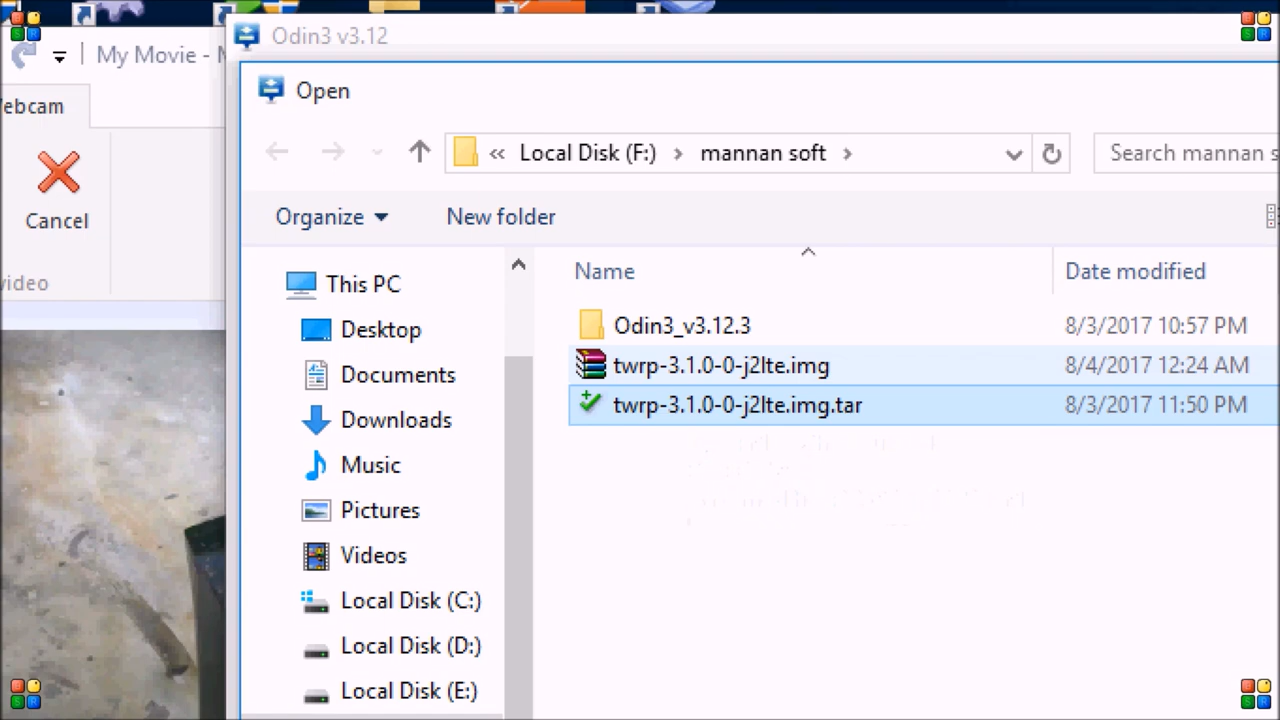 Odin3 v3.12
My Movie -
Open
Local Disk (F:)
mannan soft
Search mannan s
ebcam
Cancel
video
Organize
New folder
This PC
Desktop
Documents
Downloads
Music
Pictures
Videos
Local Disk (C:)
Local Disk (D:)
Local Disk (E:)
Name
Date modified
Odin3_v3.12.3 8/3/2017 10:57 PM
twrp-3.1.0-0-j2lte.img 8/4/2017 12:24 AM
twrp-3.1.0-0-j2lte.img.tar 8/3/2017 11:50 PM